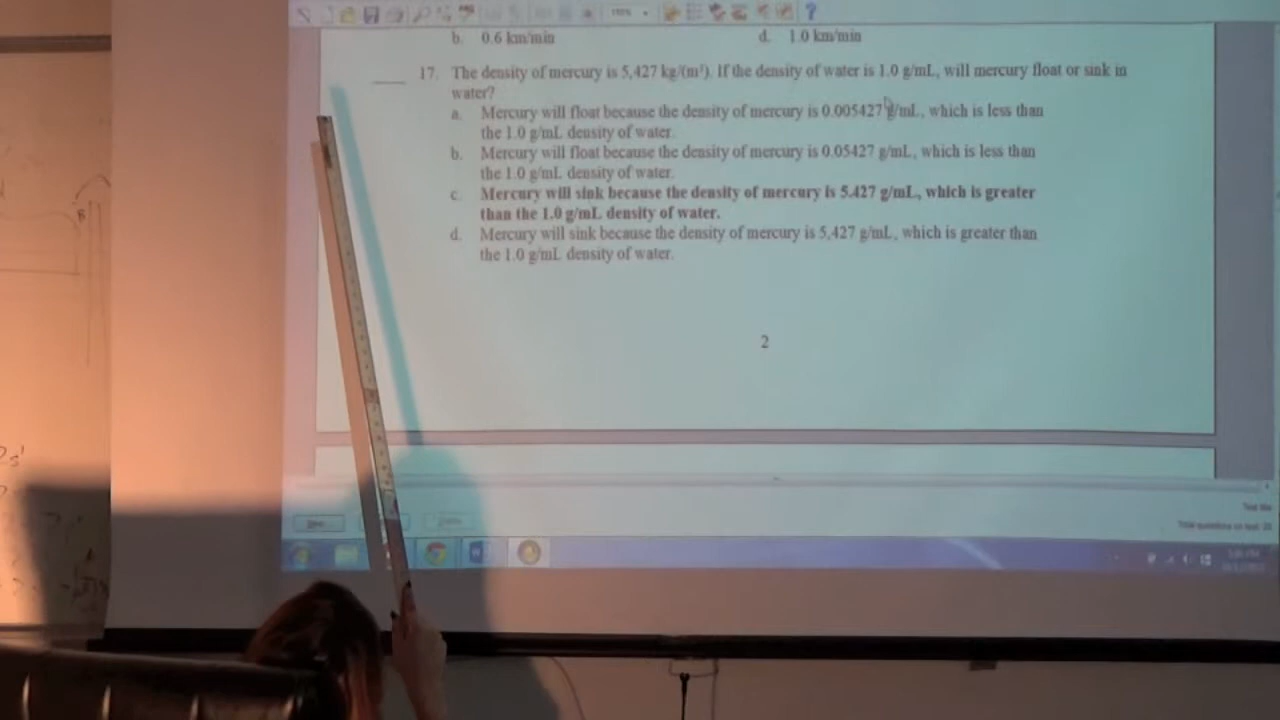 b. 0.6 km/min
d. 1.0 km/min
17. The density of mercury is 5,427 kg/(m³). If the density of water is 1.0 g/mL, will mercury float or sink in
water?
a. Mercury will float because the density of mercury is 0.005427 g/mL, which is less than
the 1.0 g/mL density of water.
b. Mercury will float because the density of mercury is 0.05427 g/mL, which is less than
the 1.0 g/mL density of water.
c. Mercury will sink because the density of mercury is 5.427 g/mL, which is greater
than the 1.0 g/mL density of water.
d. Mercury will sink because the density of mercury is 5,427 g/mL, which is greater than
the 1.0 g/mL density of water.
2